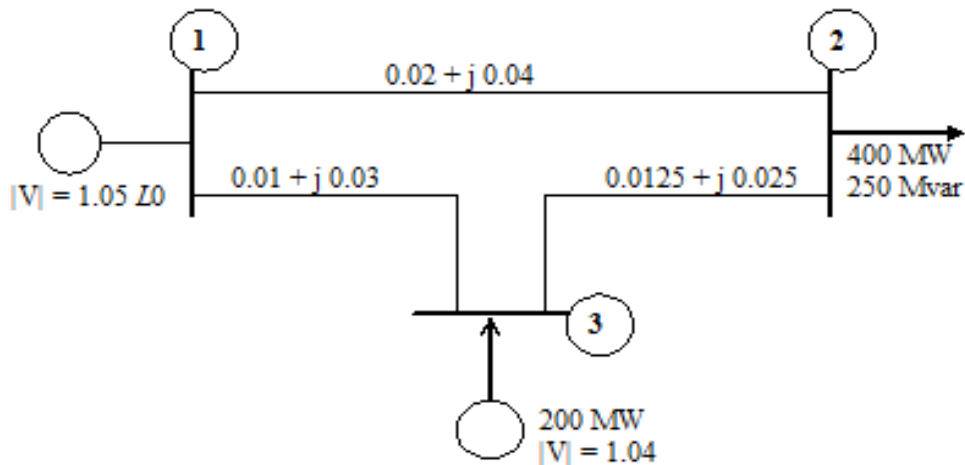 1
2
0.02 + j 0.04
|V| = 1.05 ∠0
0.01 + j 0.03
0.0125 + j 0.025
400 MW
250 Mvar
3
200 MW
|V| = 1.04